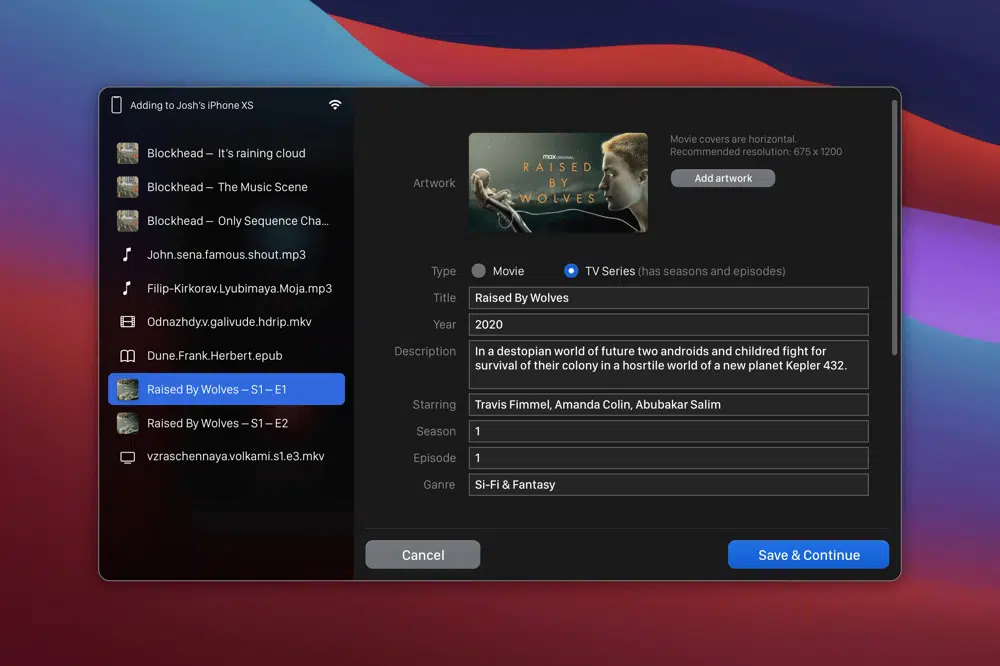 Adding to Josh's iPhone XS
Blockhead – It's raining cloud
Blockhead – The Music Scene
Blockhead – Only Sequence Cha...
John.sena.famous.shout.mp3
Filip-Kirkorav.Lyubimaya.Moja.mp3
Odnazhdy.v.galivude.hdrip.mkv
Dune.Frank.Herbert.epub
Raised By Wolves – S1 – E1
Raised By Wolves – S1 – E2
vzraschennaya.volkami.s1.e3.mkv
Artwork
max ORIGINAL
RAISED
BY
WOLVES
Movie covers are horizontal.
Recommended resolution: 675 x 1200
Add artwork
Type Movie TV Series (has seasons and episodes)
Title Raised By Wolves
Year 2020
Description In a destopian world of future two androids and childred fight for
survival of their colony in a hosrtile world of a new planet Kepler 432.
Starring Travis Fimmel, Amanda Colin, Abubakar Salim
Season 1
Episode 1
Ganre Si-Fi & Fantasy
Cancel Save & Continue